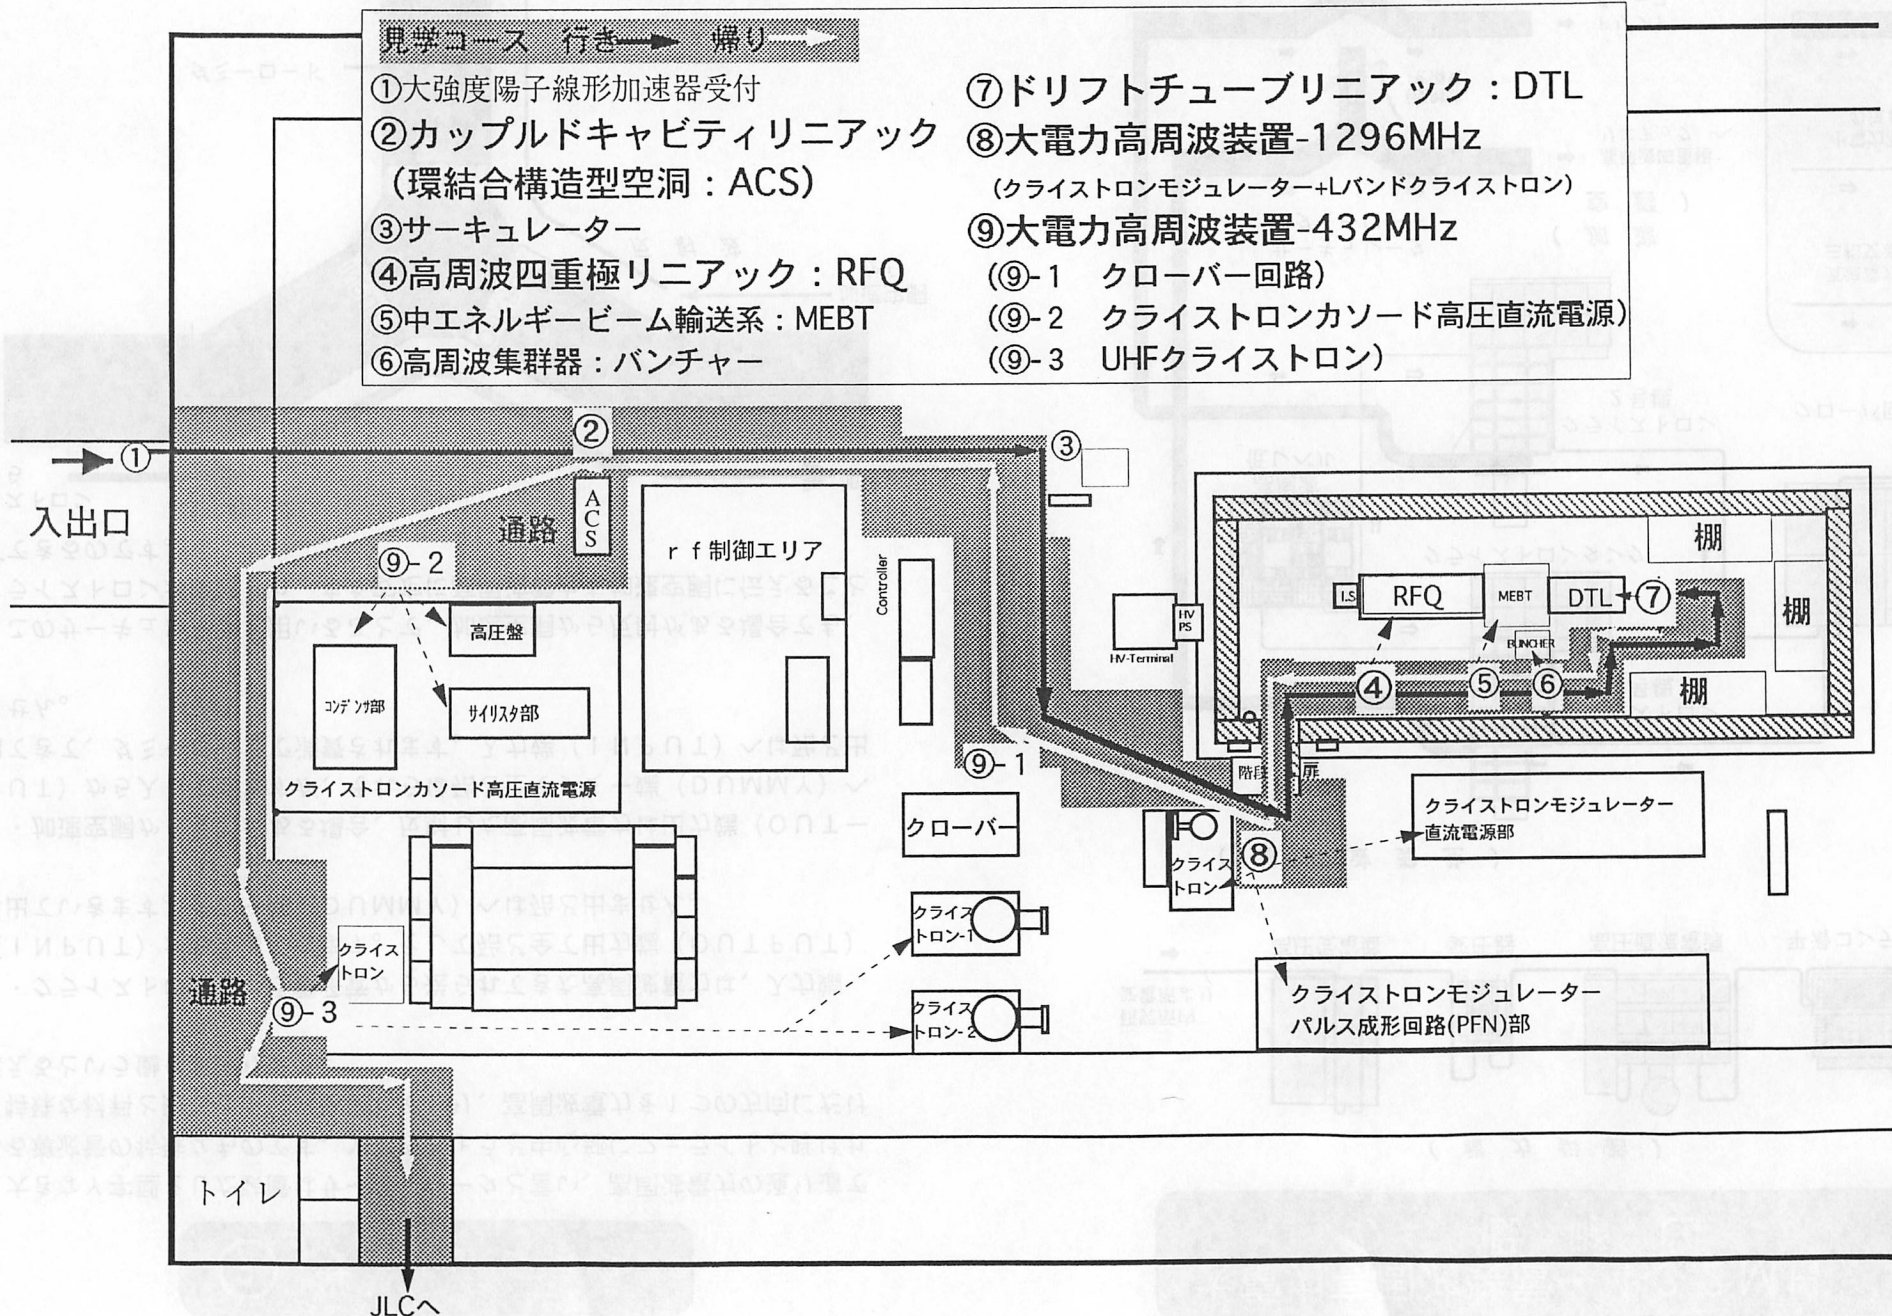 見学コース 行き 帰り
①大強度陽子線形加速器受付
②カップルドキャビティリニアック
(環結合構造型空洞：ACS)
③サーキュレーター
④高周波四重極リニアック：RFQ
⑤中エネルギービーム輸送系：MEBT
⑥高周波集群器：バンチャー
⑦ドリフトチューブリニアック：DTL
⑧大電力高周波装置-1296MHz
(クライストロンモジュレーター+Lバンドクライストロン)
⑨大電力高周波装置-432MHz
(⑨-1 クローバー回路)
(⑨-2 クライストロンカソード高圧直流電源)
(⑨-3 UHFクライストロン)
①
②
③
入出口
通路
ACS
rf制御エリア
Controller
⑨-2
高圧盤
コンデンサ部
サイリスタ部
クライストロンカソード高圧直流電源
HV-Terminal
HV
PS
I.S.
RFQ
MEBT
DTL
⑦
BUNCHER
④
⑤
⑥
棚
棚
棚
階段
扉
⑨-1
クローバー
クライス
トロン
⑧
クライストロンモジュレーター
直流電源部
クライス
トロン-1
クライス
トロン-2
クライストロンモジュレーター
パルス成形回路(PFN)部
クライス
トロン
通路
⑨-3
トイレ
JLCへ